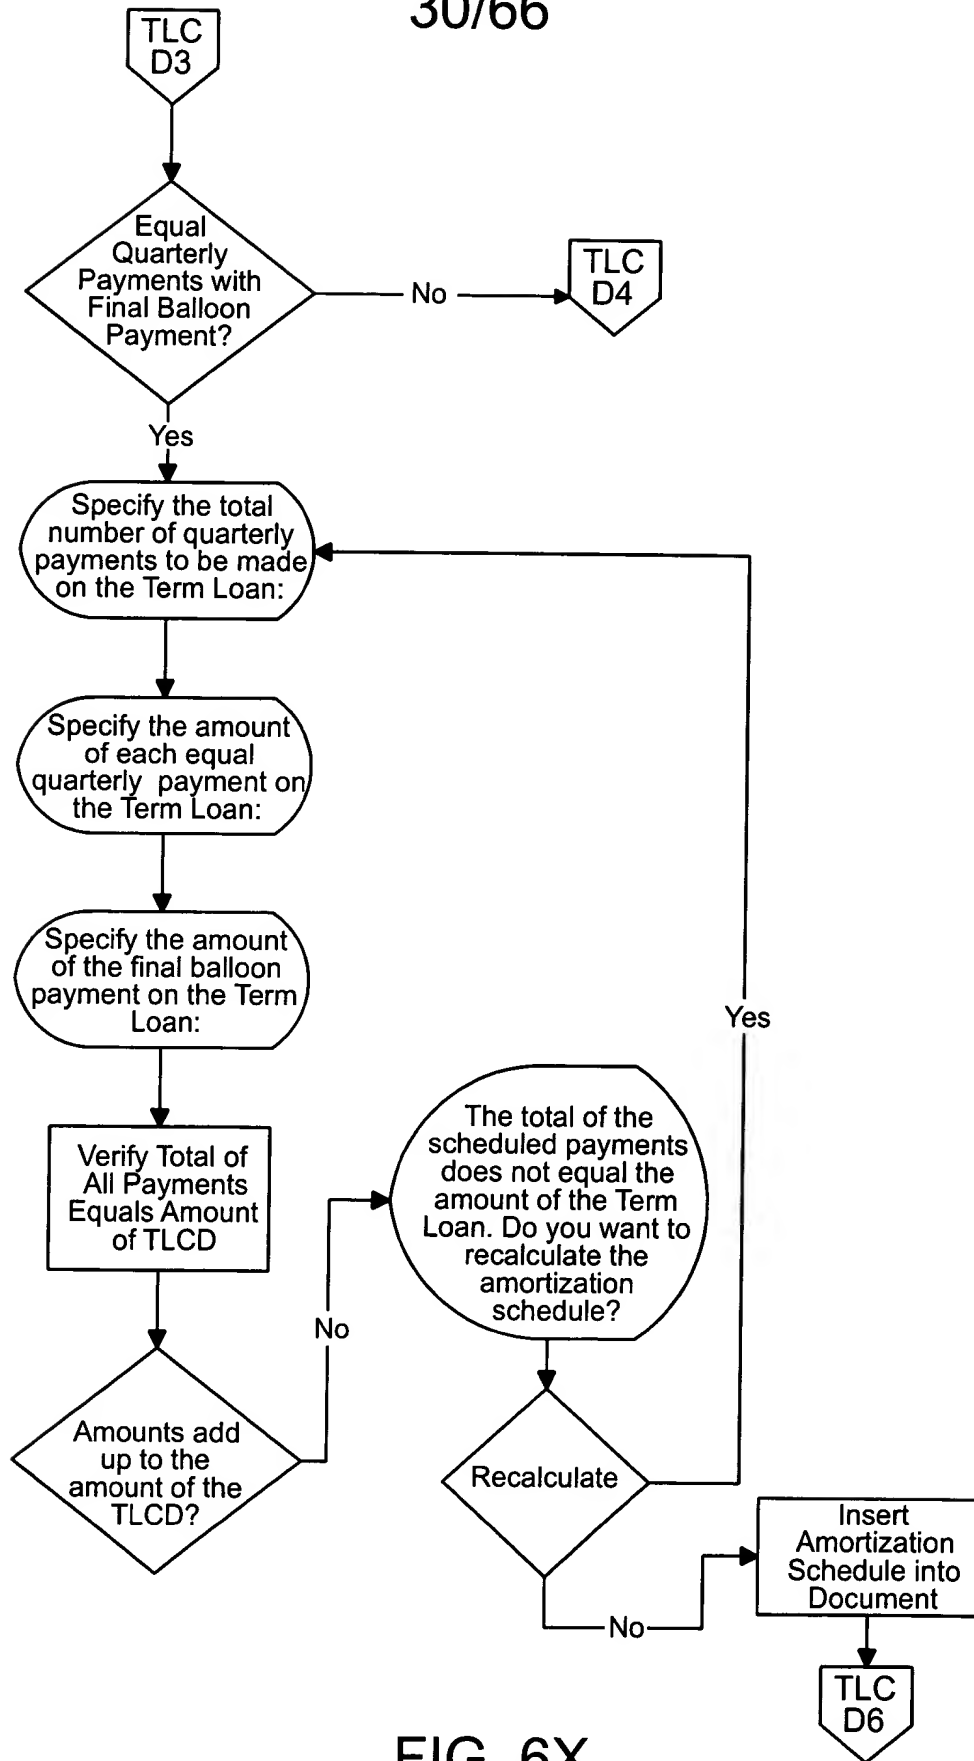 30/66
TLC
D3
Equal
Quarterly
Payments with
Final Balloon
Payment?
No
TLC
D4
Yes
Specify the total
number of quarterly
payments to be made
on the Term Loan:
Specify the amount
of each equal
quarterly payment on
the Term Loan:
Specify the amount
of the final balloon
payment on the Term
Loan:
Yes
Verify Total of
All Payments
Equals Amount
of TLCD
The total of the
scheduled payments
does not equal the
amount of the Term
Loan. Do you want to
recalculate the
amortization
schedule?
No
Amounts add
up to the
amount of the
TLCD?
Recalculate
No
Insert
Amortization
Schedule into
Document
TLC
D6
FIG. 6X